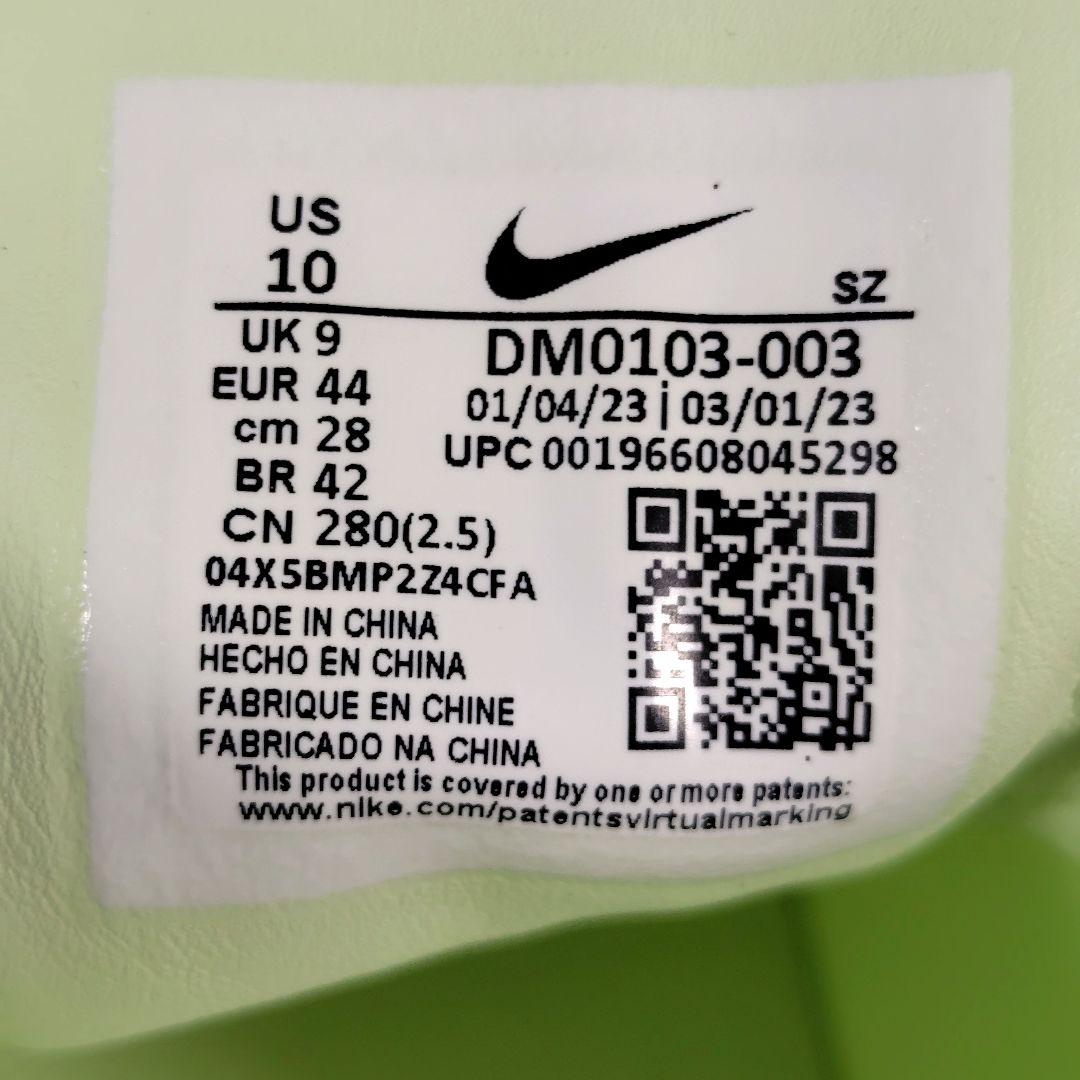 US
10
SZ
UK 9
EUR 44
cm 28
BR 42
CN 280(2.5)
DM0103-003
01/04/23 | 03/01/23
UPC 00196608045298
04X5BMP2Z4CFA
MADE IN CHINA
HECHO EN CHINA
FABRIQUE EN CHINE
FABRICADO NA CHINA
This product is covered by one or more patents:
www.nike.com/patentsvirtualmarking